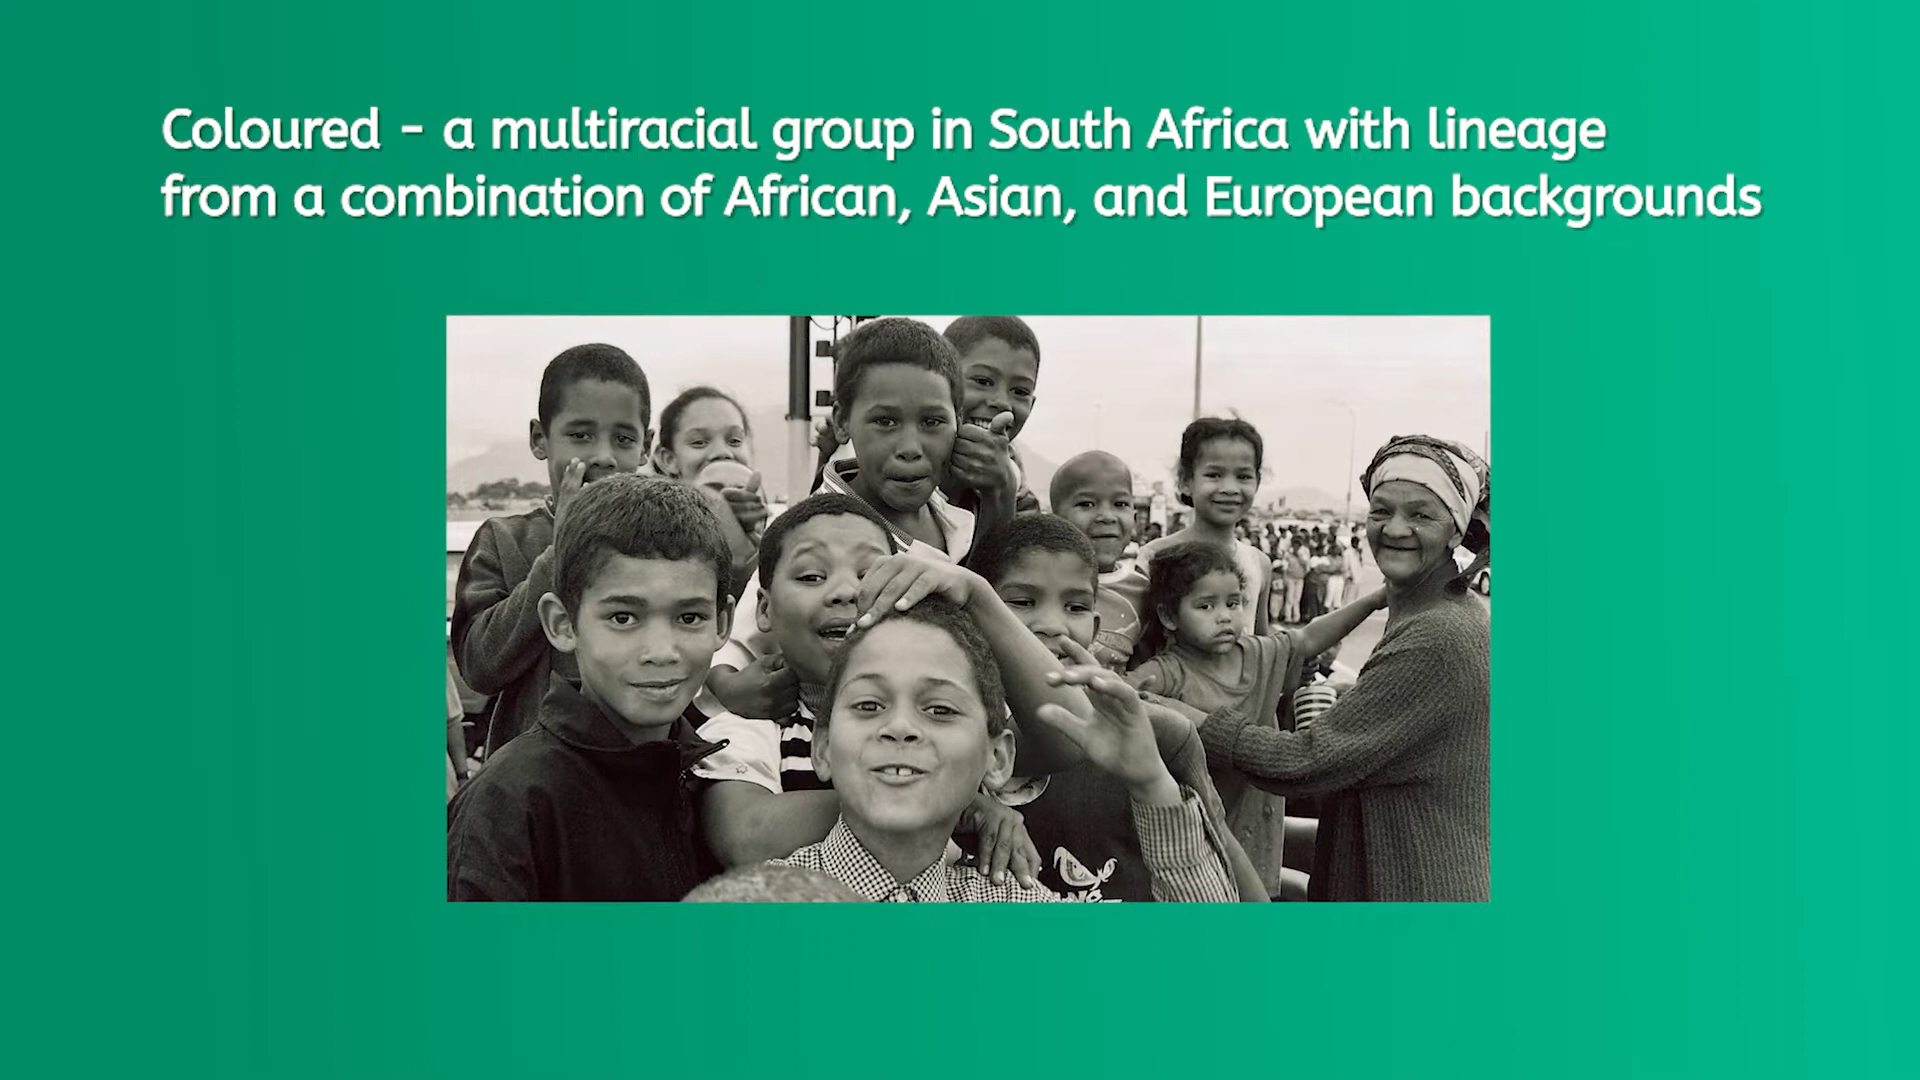 Coloured - a multiracial group in South Africa with lineage
from a combination of African, Asian, and European backgrounds